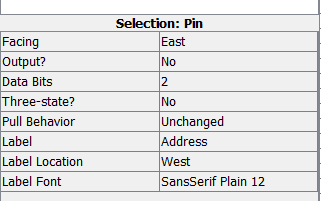 Selection: Pin
Facing East
Output? No
Data Bits 2
Three-state? No
Pull Behavior Unchanged
Label Address
Label Location West
Label Font SansSerif Plain 12